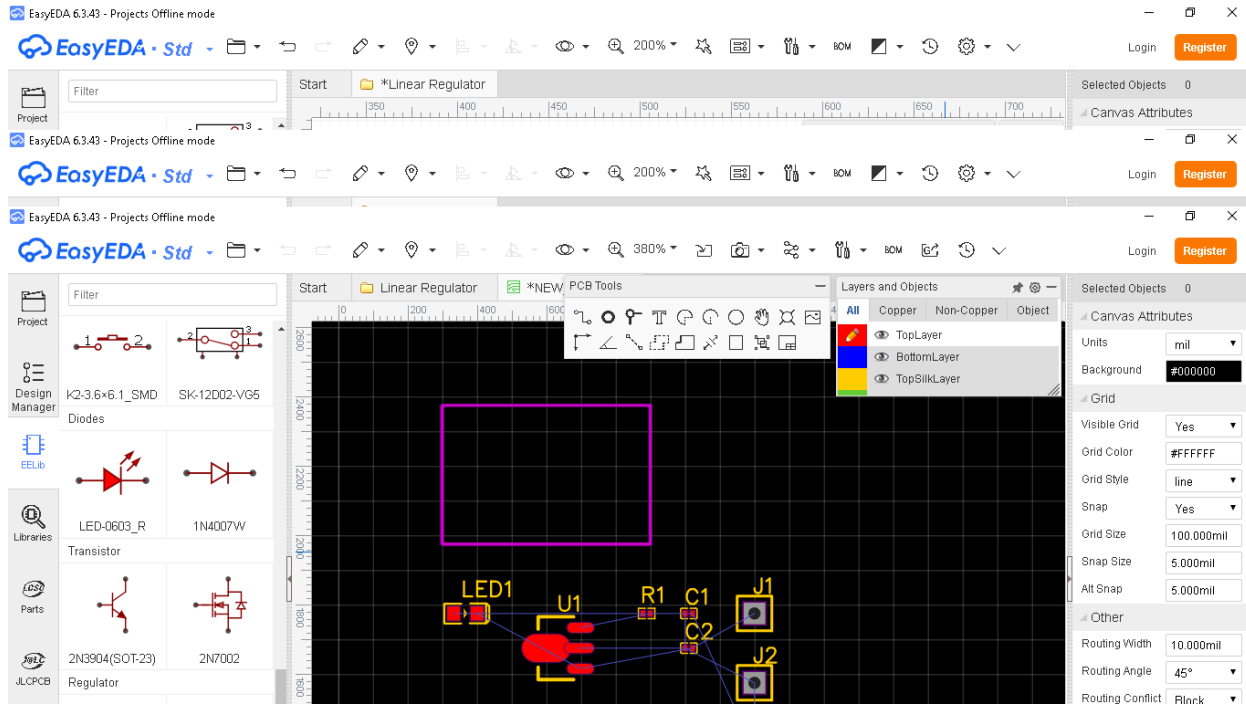 EasyEDA 6.3.43 - Projects Offline mode
EasyEDA · Std 200% BOM Login Register
Project Filter Start *Linear Regulator Selected Objects 0
350 400 450 500 550 600 650 700 Canvas Attributes
3
EasyEDA 6.3.43 - Projects Offline mode
EasyEDA · Std 200% BOM Login Register
EasyEDA 6.3.43 - Projects Offline mode
EasyEDA · Std 380% BOM Login Register
Project
Design Manager
EELib
Libraries
Parts
JLCPCB
Filter
1 2
2 3 1
K2-3.6×6.1_SMD SK-12D02-VG5
Diodes
LED-0603_R 1N4007W
Transistor
2N3904(SOT-23) 2N7002
Regulator
Start Linear Regulator *NEW_
0 200 400 600
2600
2400
2200
2000
1800
1600
PCB Tools
Layers and Objects
All Copper Non-Copper Object
TopLayer
BottomLayer
TopSilkLayer
LED1 U1 R1 C1 J1
C2 J2
Selected Objects 0
Canvas Attributes
Units mil
Background #000000
Grid
Visible Grid Yes
Grid Color #FFFFFF
Grid Style line
Snap Yes
Grid Size 100.000mil
Snap Size 5.000mil
Alt Snap 5.000mil
Other
Routing Width 10.000mil
Routing Angle 45°
Routing Conflict Block